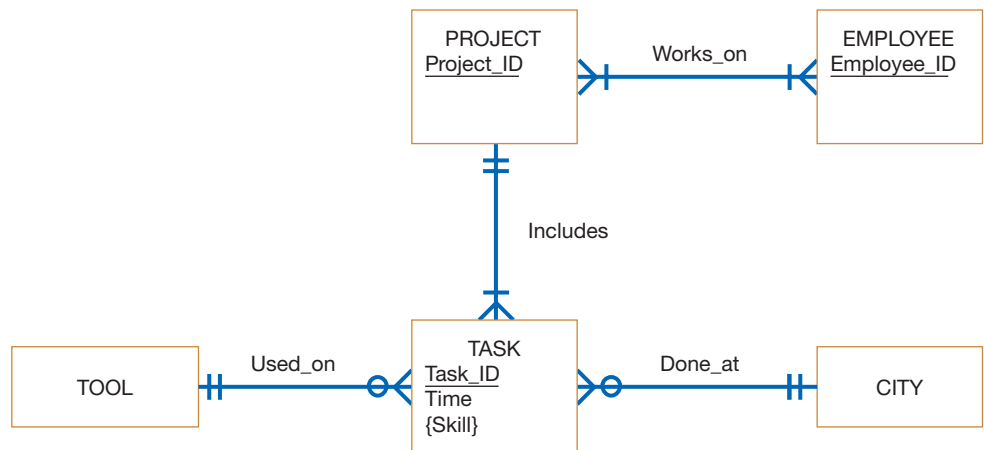 PROJECT
Project_ID
Works_on
EMPLOYEE
Employee_ID
Includes
TOOL
Used_on
TASK
Task_ID
Time
{Skill}
Done_at
CITY